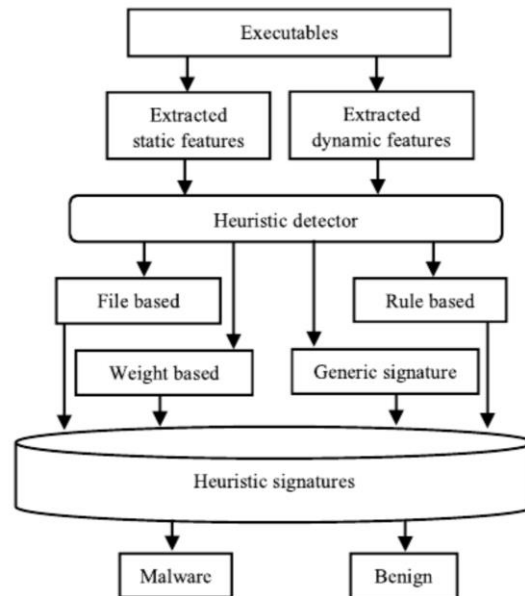 Executables
Extracted
static features
Extracted
dynamic features
Heuristic detector
File based
Rule based
Weight based
Generic signature
Heuristic signatures
Malware
Benign